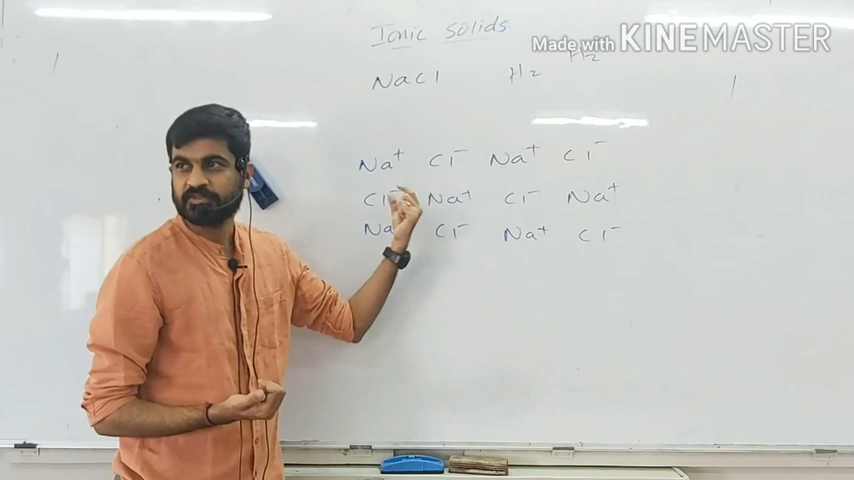 Ionic solids
Made with KINEMASTER
H₂
NaCl H₂
Na⁺ Cl⁻ Na⁺ Cl⁻
Cl⁻ Na⁺ Cl⁻ Na⁺
Na Cl⁻ Na⁺ Cl⁻